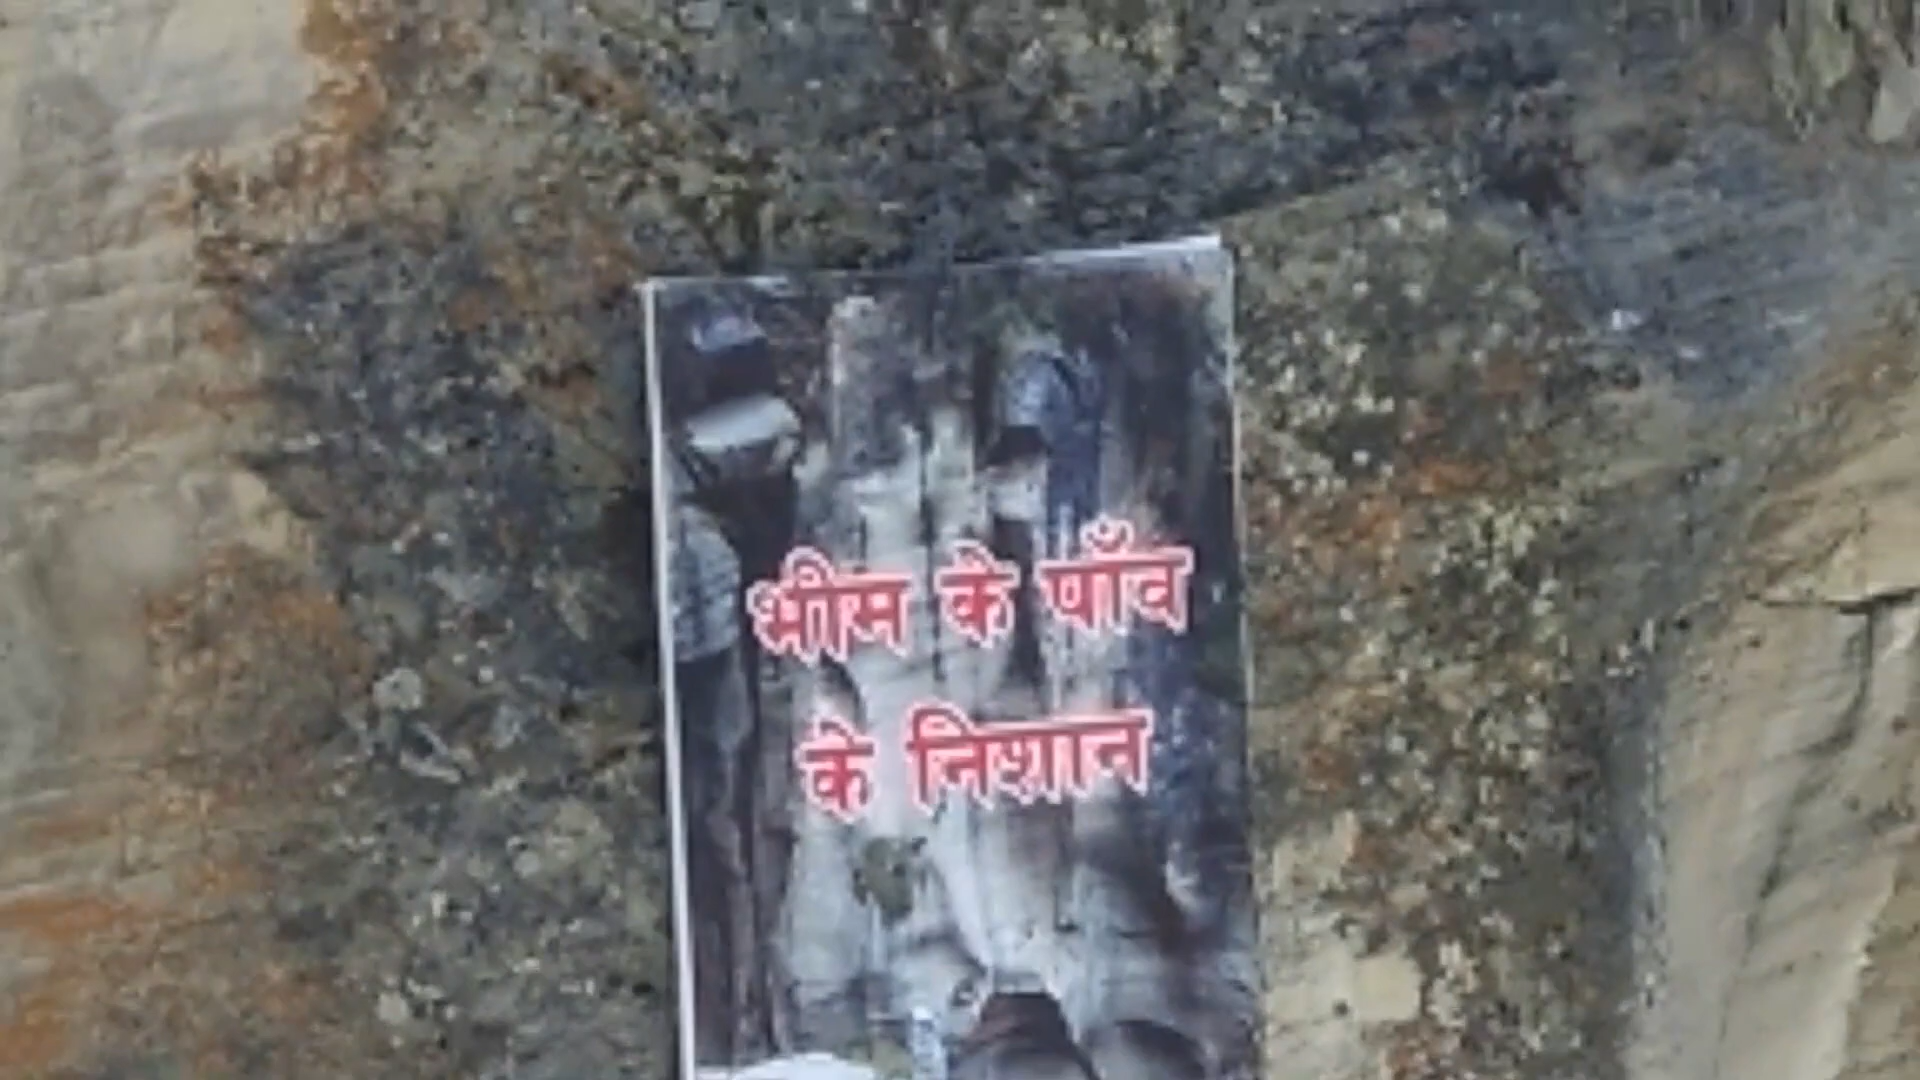 भीम के पाँव
के निशान